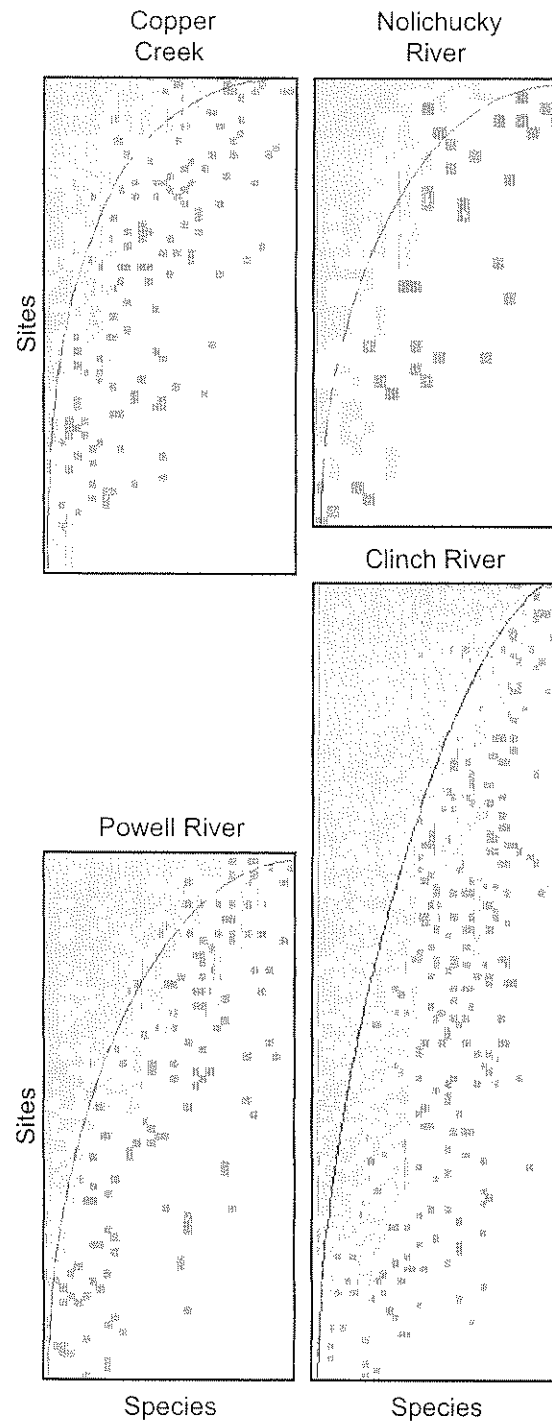 Copper
Creek
Nolichucky
River
Sites
Clinch River
Powell River
Sites
Species
Species